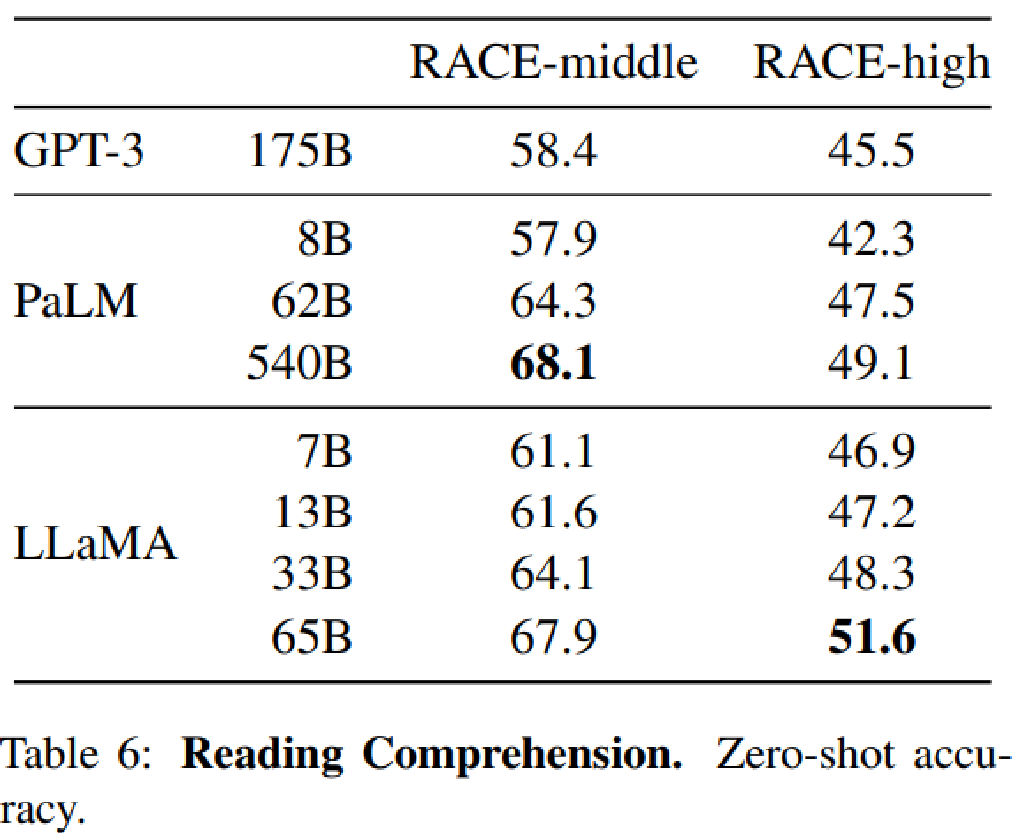 RACE-middle RACE-high
GPT-3 175B 58.4 45.5
8B 57.9 42.3
PaLM 62B 64.3 47.5
540B 68.1 49.1
7B 61.1 46.9
13B 61.6 47.2
LLaMA
33B 64.1 48.3
65B 67.9 51.6
Table 6: Reading Comprehension. Zero-shot accu-
racy.